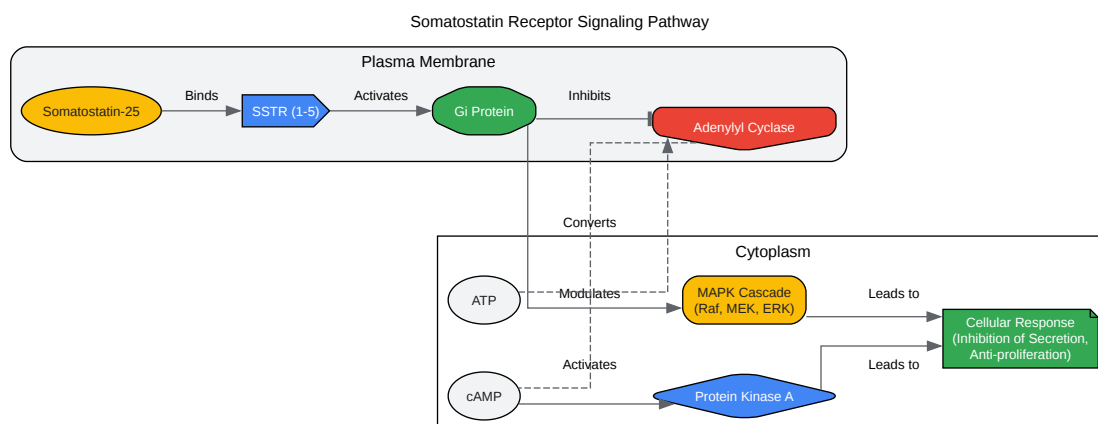 Somatostatin Receptor Signaling Pathway
Plasma Membrane
Somatostatin-25
Binds
SSTR (1-5)
Activates
Gi Protein
Inhibits
Adenylyl Cyclase
Converts
Cytoplasm
ATP
Modulates
MAPK Cascade
(Raf, MEK, ERK)
Leads to
Cellular Response
(Inhibition of Secretion,
Anti-proliferation)
cAMP
Activates
Protein Kinase A
Leads to